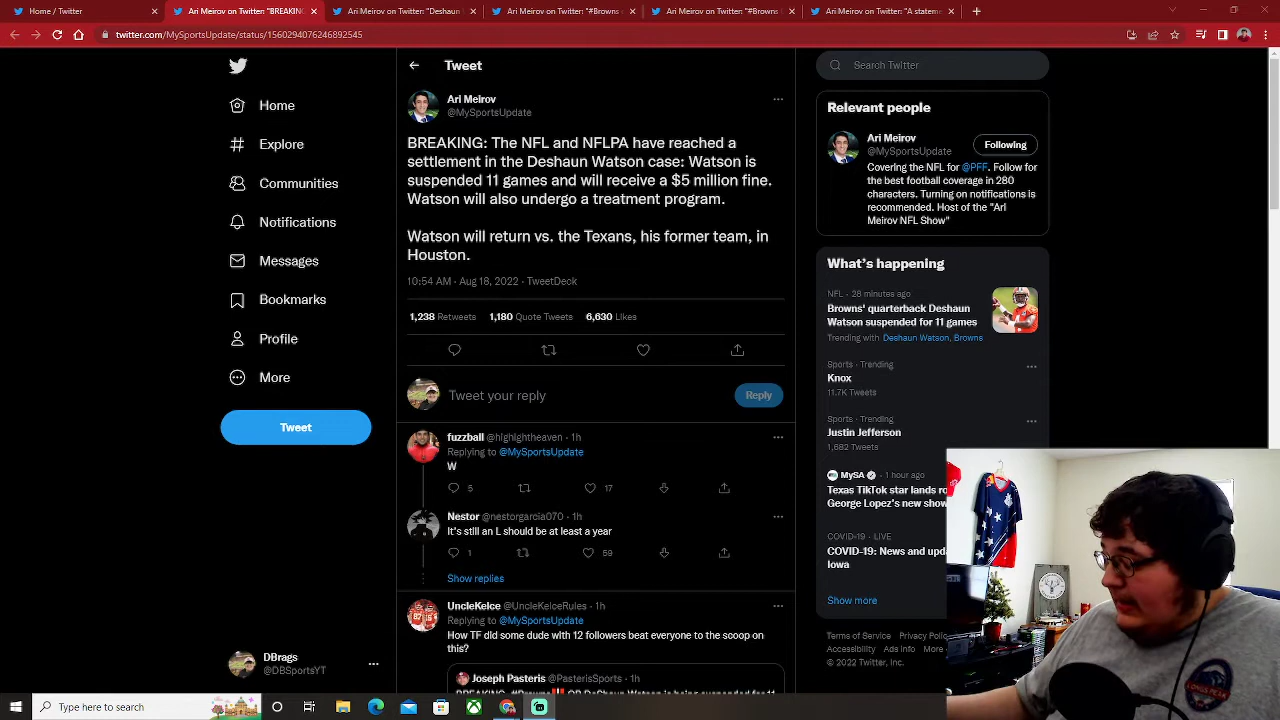 Home / Twitter
Ari Meirov on Twitter: "BREAKING
Ari Meirov on Twitter: "Deshaun
Ari Meirov on Twitter: "#Browns
Ari Meirov on Twitter: "#Browns
Ari Meirov on Twitter: "A statem
twitter.com/MySportsUpdate/status/1560294076246892545
Home
Explore
Communities
Notifications
Messages
Bookmarks
Profile
More
Tweet
DBrags
@DBSportsYT
Tweet
Ari Meirov
@MySportsUpdate
BREAKING: The NFL and NFLPA have reached a
settlement in the Deshaun Watson case: Watson is
suspended 11 games and will receive a $5 million fine.
Watson will also undergo a treatment program.
Watson will return vs. the Texans, his former team, in
Houston.
10:54 AM · Aug 18, 2022 · TweetDeck
1,238 Retweets 1,180 Quote Tweets 6,630 Likes
Tweet your reply
Reply
fuzzball @highlightheaven · 1h
Replying to @MySportsUpdate
W
5 17
Nestor @nestorgarcia070 · 1h
It's still an L should be at least a year
1 59
Show replies
UncleKelce @UncleKelceRules · 1h
Replying to @MySportsUpdate
How TF did some dude with 12 followers beat everyone to the scoop on
this?
Joseph Pasteris @PasterisSports · 1h
BREAKING: #Browns QB DeShaun Watson is being suspended for 11
Search Twitter
Relevant people
Ari Meirov
@MySportsUpdate
Following
Covering the NFL for @PFF. Follow for
the best football coverage in 280
characters. Turning on notifications is
recommended. Host of the "Ari
Meirov NFL Show"
What's happening
NFL · 28 minutes ago
Browns' quarterback Deshaun
Watson suspended for 11 games
Trending with Deshaun Watson, Browns
Sports · Trending
Knox
11.7K Tweets
Sports · Trending
Justin Jefferson
1,682 Tweets
MySA · 1 hour ago
Texas TikTok star lands ro
George Lopez's new show
COVID-19 · LIVE
COVID-19: News and upda
Iowa
Show more
Terms of Service Privacy Polic
Accessibility Ads info More
© 2022 Twitter, Inc.
Type here to search